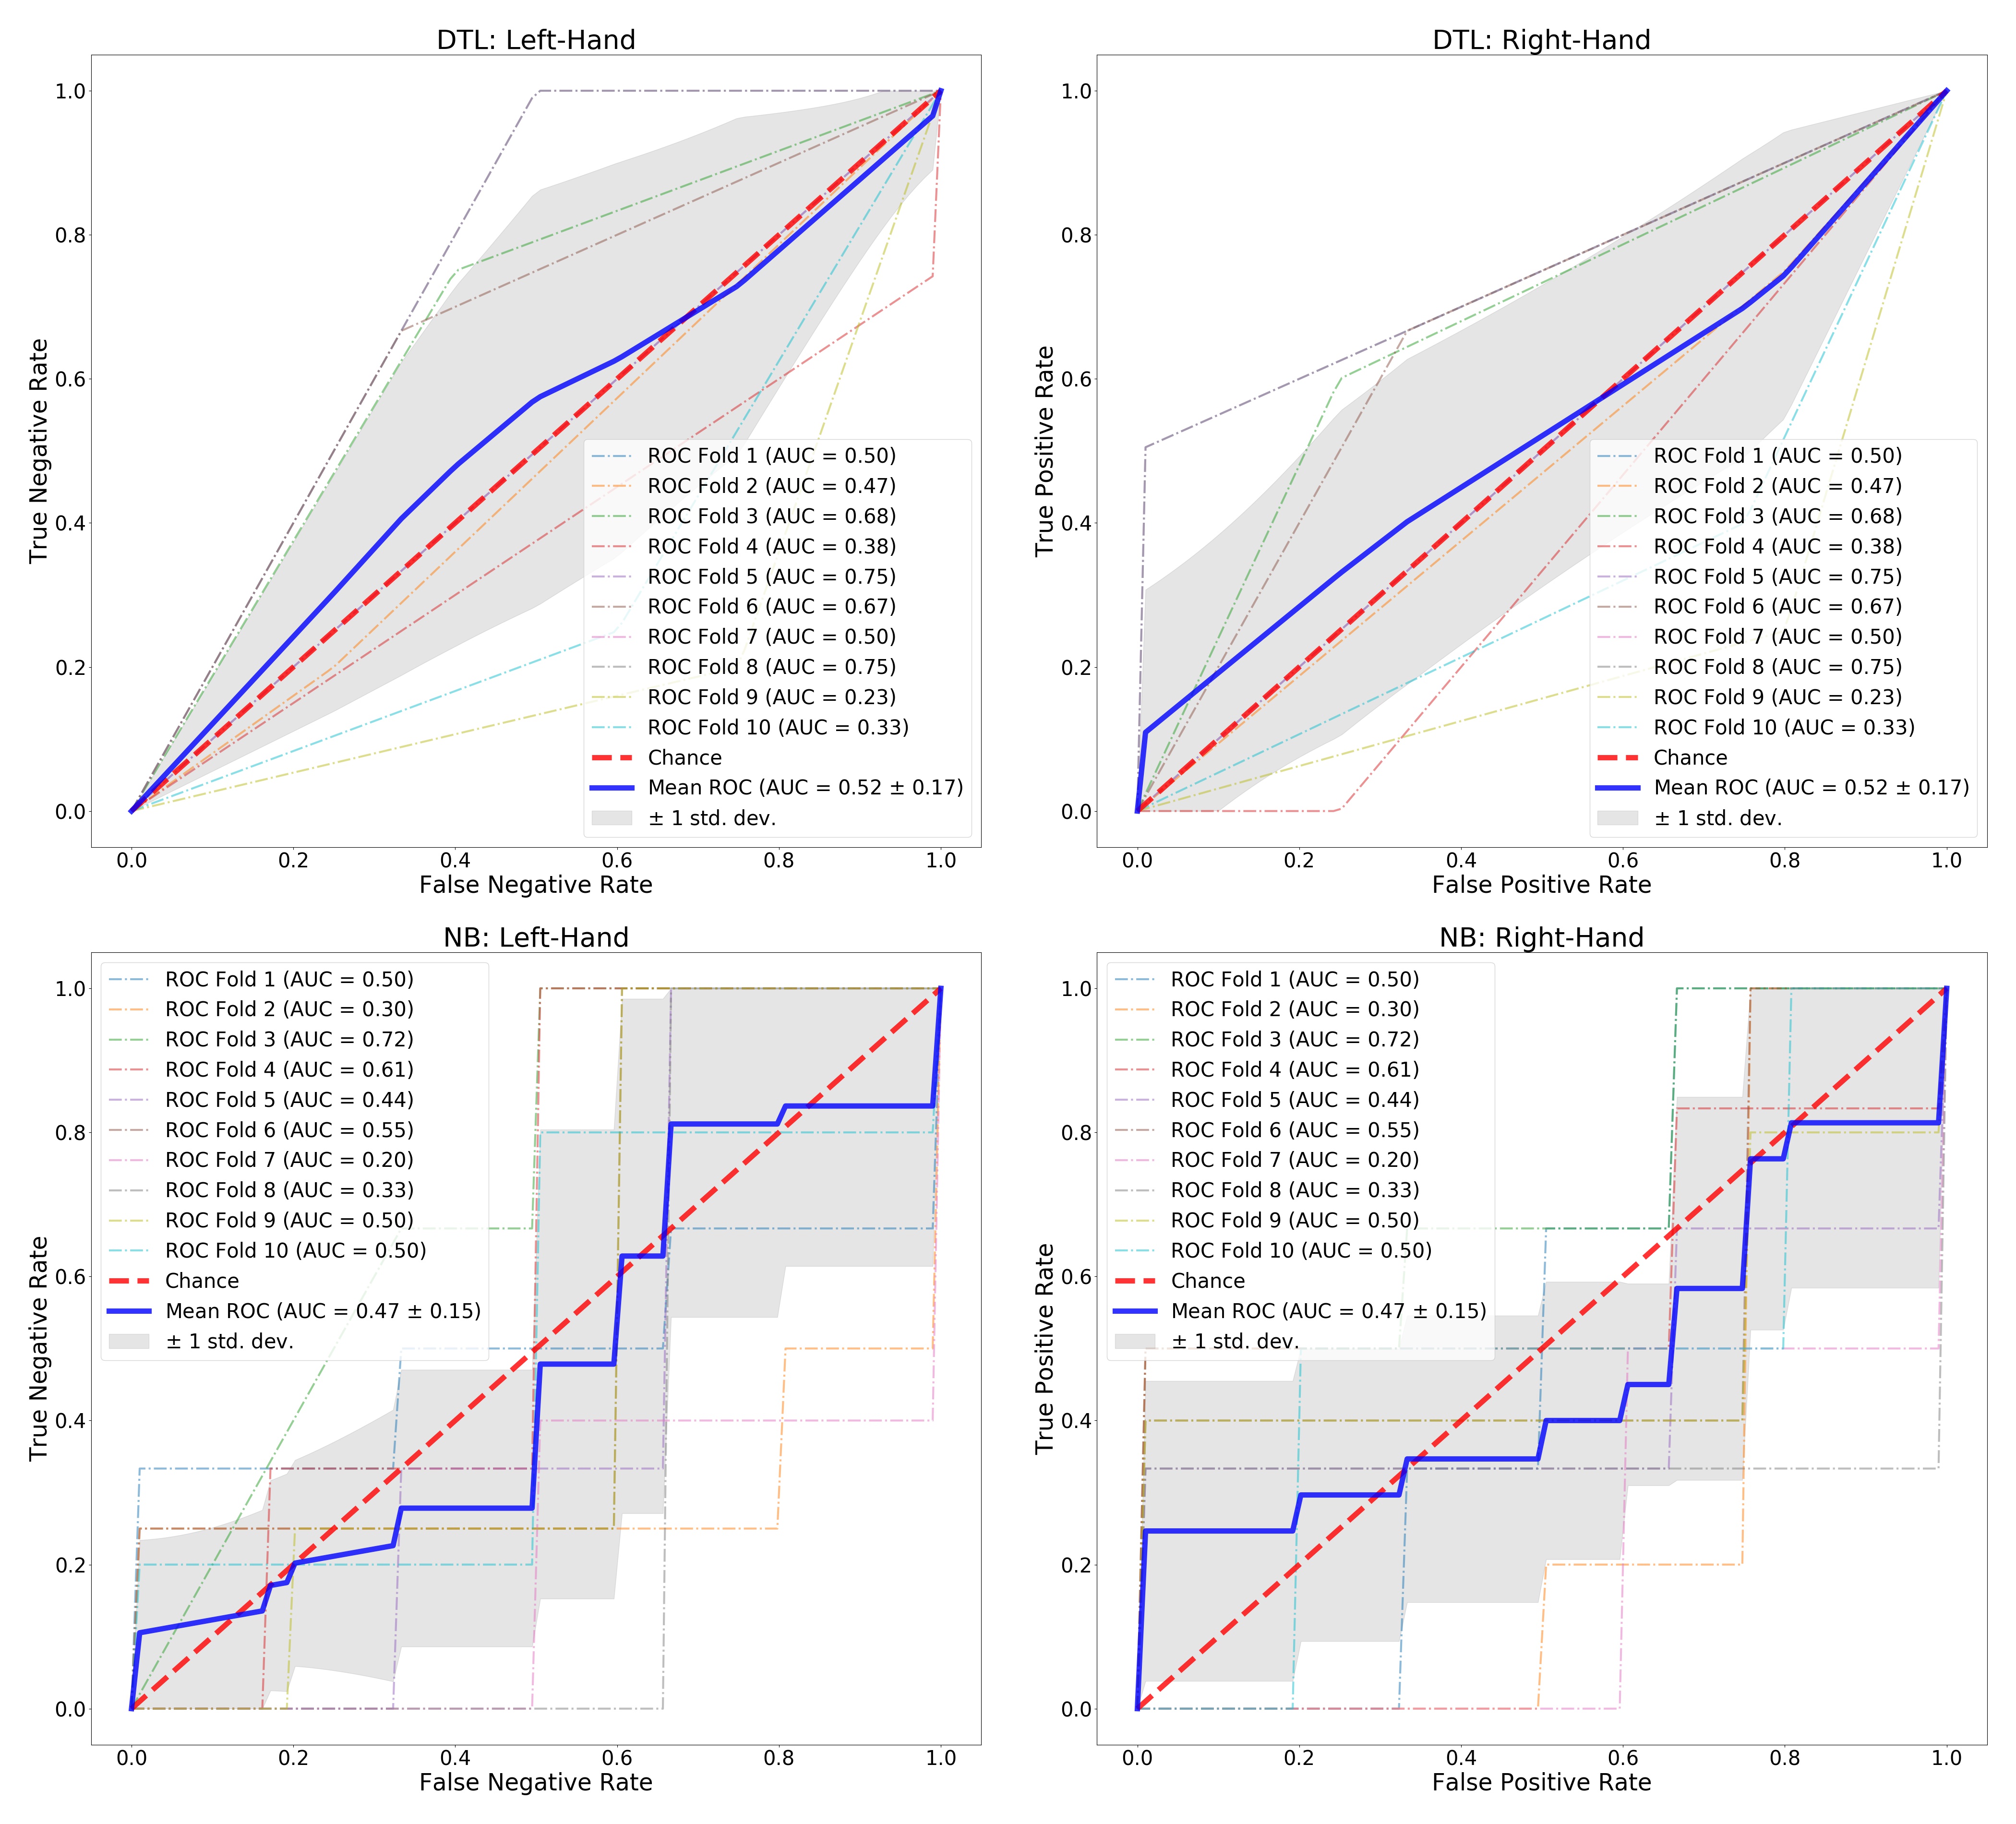 DTL: Left-Hand
True Negative Rate
1.0
0.8
0.6
0.4
0.2
0.0
ROC Fold 1 (AUC = 0.50)
ROC Fold 2 (AUC = 0.47)
ROC Fold 3 (AUC = 0.68)
ROC Fold 4 (AUC = 0.38)
ROC Fold 5 (AUC = 0.75)
ROC Fold 6 (AUC = 0.67)
ROC Fold 7 (AUC = 0.50)
ROC Fold 8 (AUC = 0.75)
ROC Fold 9 (AUC = 0.23)
ROC Fold 10 (AUC = 0.33)
Chance
Mean ROC (AUC = 0.52 ± 0.17)
± 1 std. dev.
0.0 0.2 0.4 0.6 0.8 1.0
False Negative Rate
DTL: Right-Hand
True Positive Rate
1.0
0.8
0.6
0.4
0.2
0.0
ROC Fold 1 (AUC = 0.50)
ROC Fold 2 (AUC = 0.47)
ROC Fold 3 (AUC = 0.68)
ROC Fold 4 (AUC = 0.38)
ROC Fold 5 (AUC = 0.75)
ROC Fold 6 (AUC = 0.67)
ROC Fold 7 (AUC = 0.50)
ROC Fold 8 (AUC = 0.75)
ROC Fold 9 (AUC = 0.23)
ROC Fold 10 (AUC = 0.33)
Chance
Mean ROC (AUC = 0.52 ± 0.17)
± 1 std. dev.
0.0 0.2 0.4 0.6 0.8 1.0
False Positive Rate
NB: Left-Hand
True Negative Rate
1.0
0.8
0.6
0.4
0.2
0.0
ROC Fold 1 (AUC = 0.50)
ROC Fold 2 (AUC = 0.30)
ROC Fold 3 (AUC = 0.72)
ROC Fold 4 (AUC = 0.61)
ROC Fold 5 (AUC = 0.44)
ROC Fold 6 (AUC = 0.55)
ROC Fold 7 (AUC = 0.20)
ROC Fold 8 (AUC = 0.33)
ROC Fold 9 (AUC = 0.50)
ROC Fold 10 (AUC = 0.50)
Chance
Mean ROC (AUC = 0.47 ± 0.15)
± 1 std. dev.
0.0 0.2 0.4 0.6 0.8 1.0
False Negative Rate
NB: Right-Hand
True Positive Rate
1.0
0.8
0.6
0.4
0.2
0.0
ROC Fold 1 (AUC = 0.50)
ROC Fold 2 (AUC = 0.30)
ROC Fold 3 (AUC = 0.72)
ROC Fold 4 (AUC = 0.61)
ROC Fold 5 (AUC = 0.44)
ROC Fold 6 (AUC = 0.55)
ROC Fold 7 (AUC = 0.20)
ROC Fold 8 (AUC = 0.33)
ROC Fold 9 (AUC = 0.50)
ROC Fold 10 (AUC = 0.50)
Chance
Mean ROC (AUC = 0.47 ± 0.15)
± 1 std. dev.
0.0 0.2 0.4 0.6 0.8 1.0
False Positive Rate